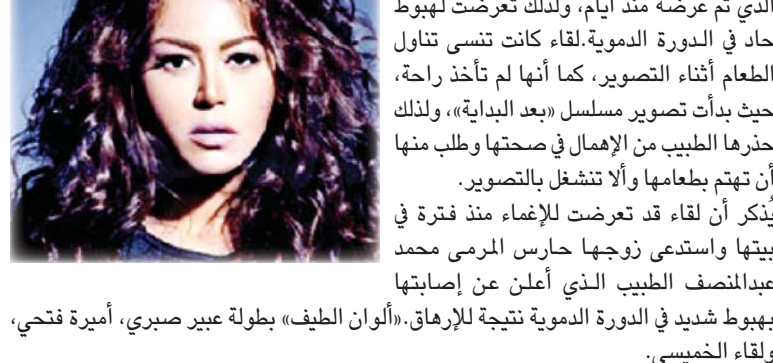 الذي تم عرضه منذ أيام، ولذلك تعرضت لهبوط
حاد في الدورة الدموية.لقاء كانت تنسى تناول
الطعام أثناء التصوير، كما أنها لم تأخذ راحة،
حيث بدأت تصوير مسلسل «بعد البداية»، ولذلك
حذرها الطبيب من الإهمال في صحتها وطلب منها
أن تهتم بطعامها وألا تنشغل بالتصوير.
يُذكر أن لقاء قد تعرضت للإغماء منذ فترة في
بيتها واستدعى زوجها حارس المرمى محمد
عبدالمنصف الطبيب الذي أعلن عن إصابتها
بهبوط شديد في الدورة الدموية نتيجة للإرهاق.«ألوان الطيف» بطولة عبير صبري، أميرة فتحي،
ولقاء الخميسي.